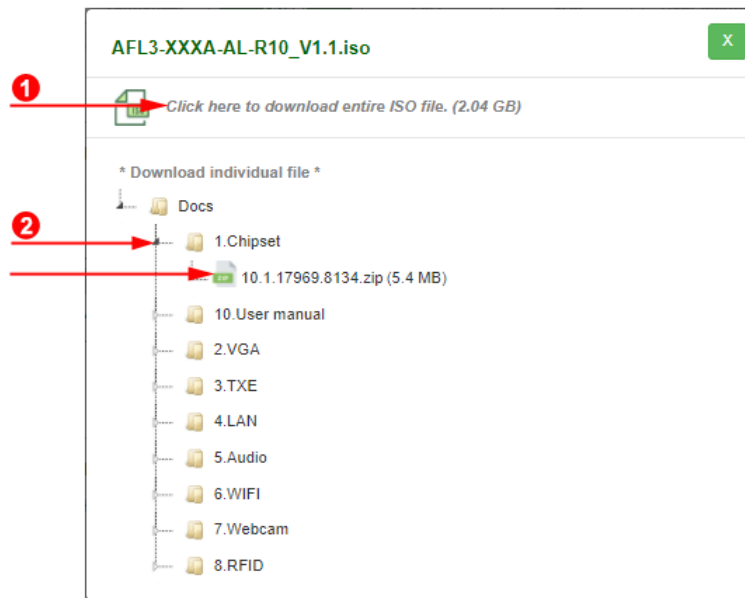 AFL3-XXXA-AL-R10_V1.1.iso
X
1
Click here to download entire ISO file. (2.04 GB)
* Download individual file *
Docs
2
1.Chipset
ZIP
10.1.17969.8134.zip (5.4 MB)
10.User manual
2.VGA
3.TXE
4.LAN
5.Audio
6.WIFI
7.Webcam
8.RFID